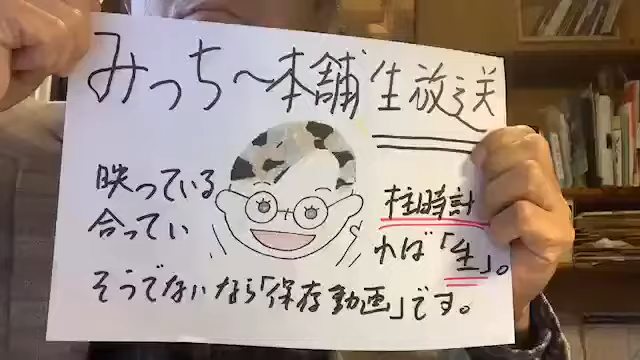 みっち〜本舗 生放送
映っている 柱時計
合ってい れば「生」。
そうでないなら「保存動画」です。